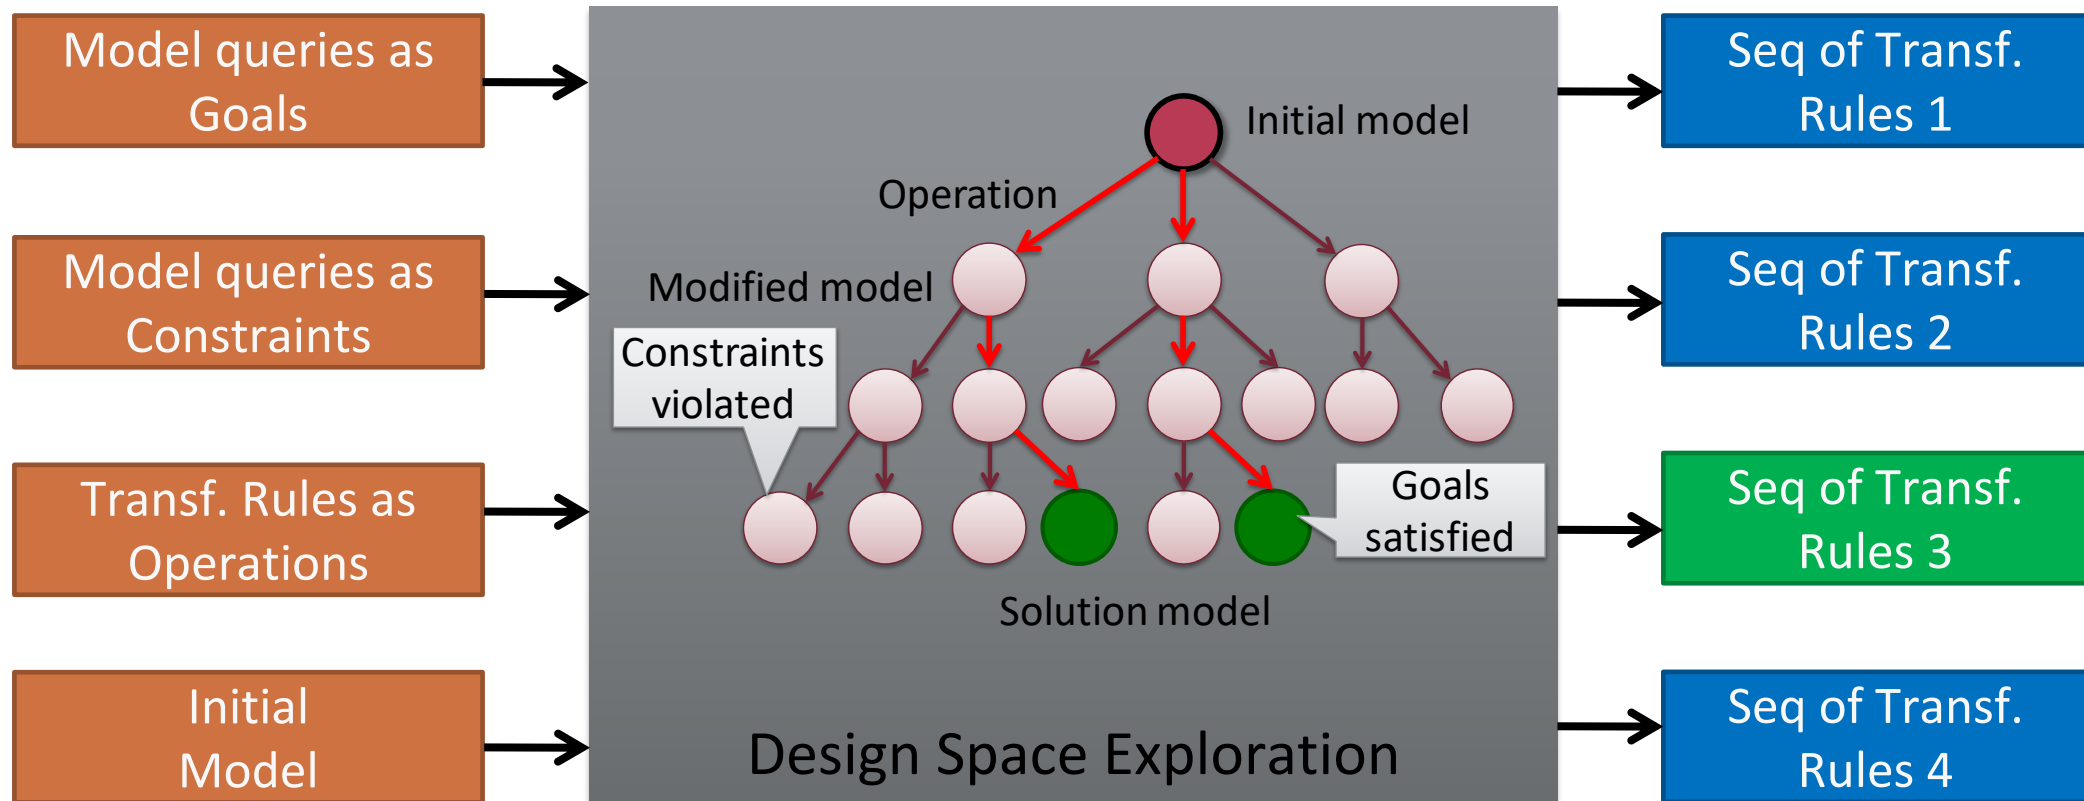 Model queries as
Goals
Model queries as
Constraints
Transf. Rules as
Operations
Initial
Model
Initial model
Operation
Modified model
Constraints
violated
Goals
satisfied
Solution model
Design Space Exploration
Seq of Transf.
Rules 1
Seq of Transf.
Rules 2
Seq of Transf.
Rules 3
Seq of Transf.
Rules 4